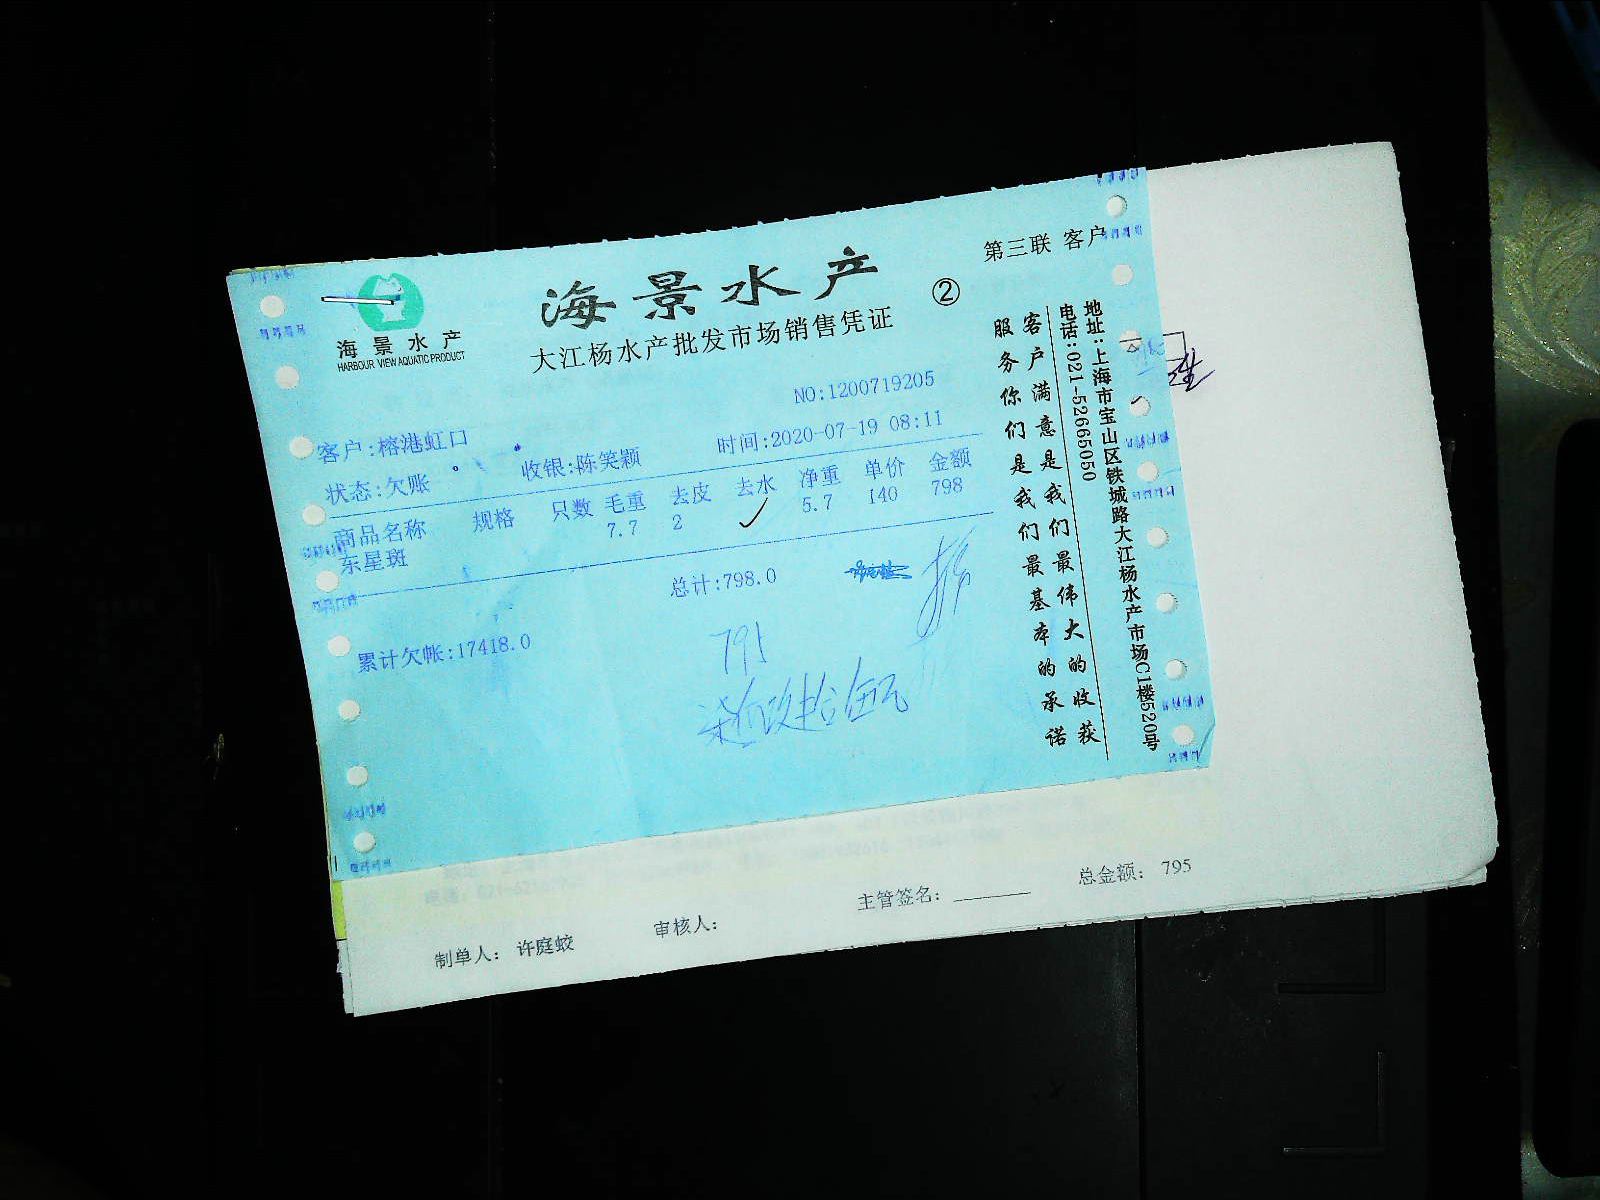 第三联 客户
海景水产
②
海景水产
HARBOUR VIEW AQUATIC PRODUCT
大江杨水产批发市场销售凭证
NO:1200719205
客户:榕港虹口
时间:2020-07-19 08:11
状态:欠账
收银:陈笑颖
商品名称 规格 只数 毛重 去皮 去水 净重 单价 金额
东星斑 7.7 2 5.7 140 798
总计:798.0
累计欠帐:17418.0
795
柒佰玖拾伍元
客户满意是我们最伟大的收获
服务你们是我们最基本的承诺
地址:上海市宝山区铁城路大江杨水产市场C1楼520号
电话:021-52665050
制单人: 许庭蛟
审核人:
主管签名:
总金额: 795